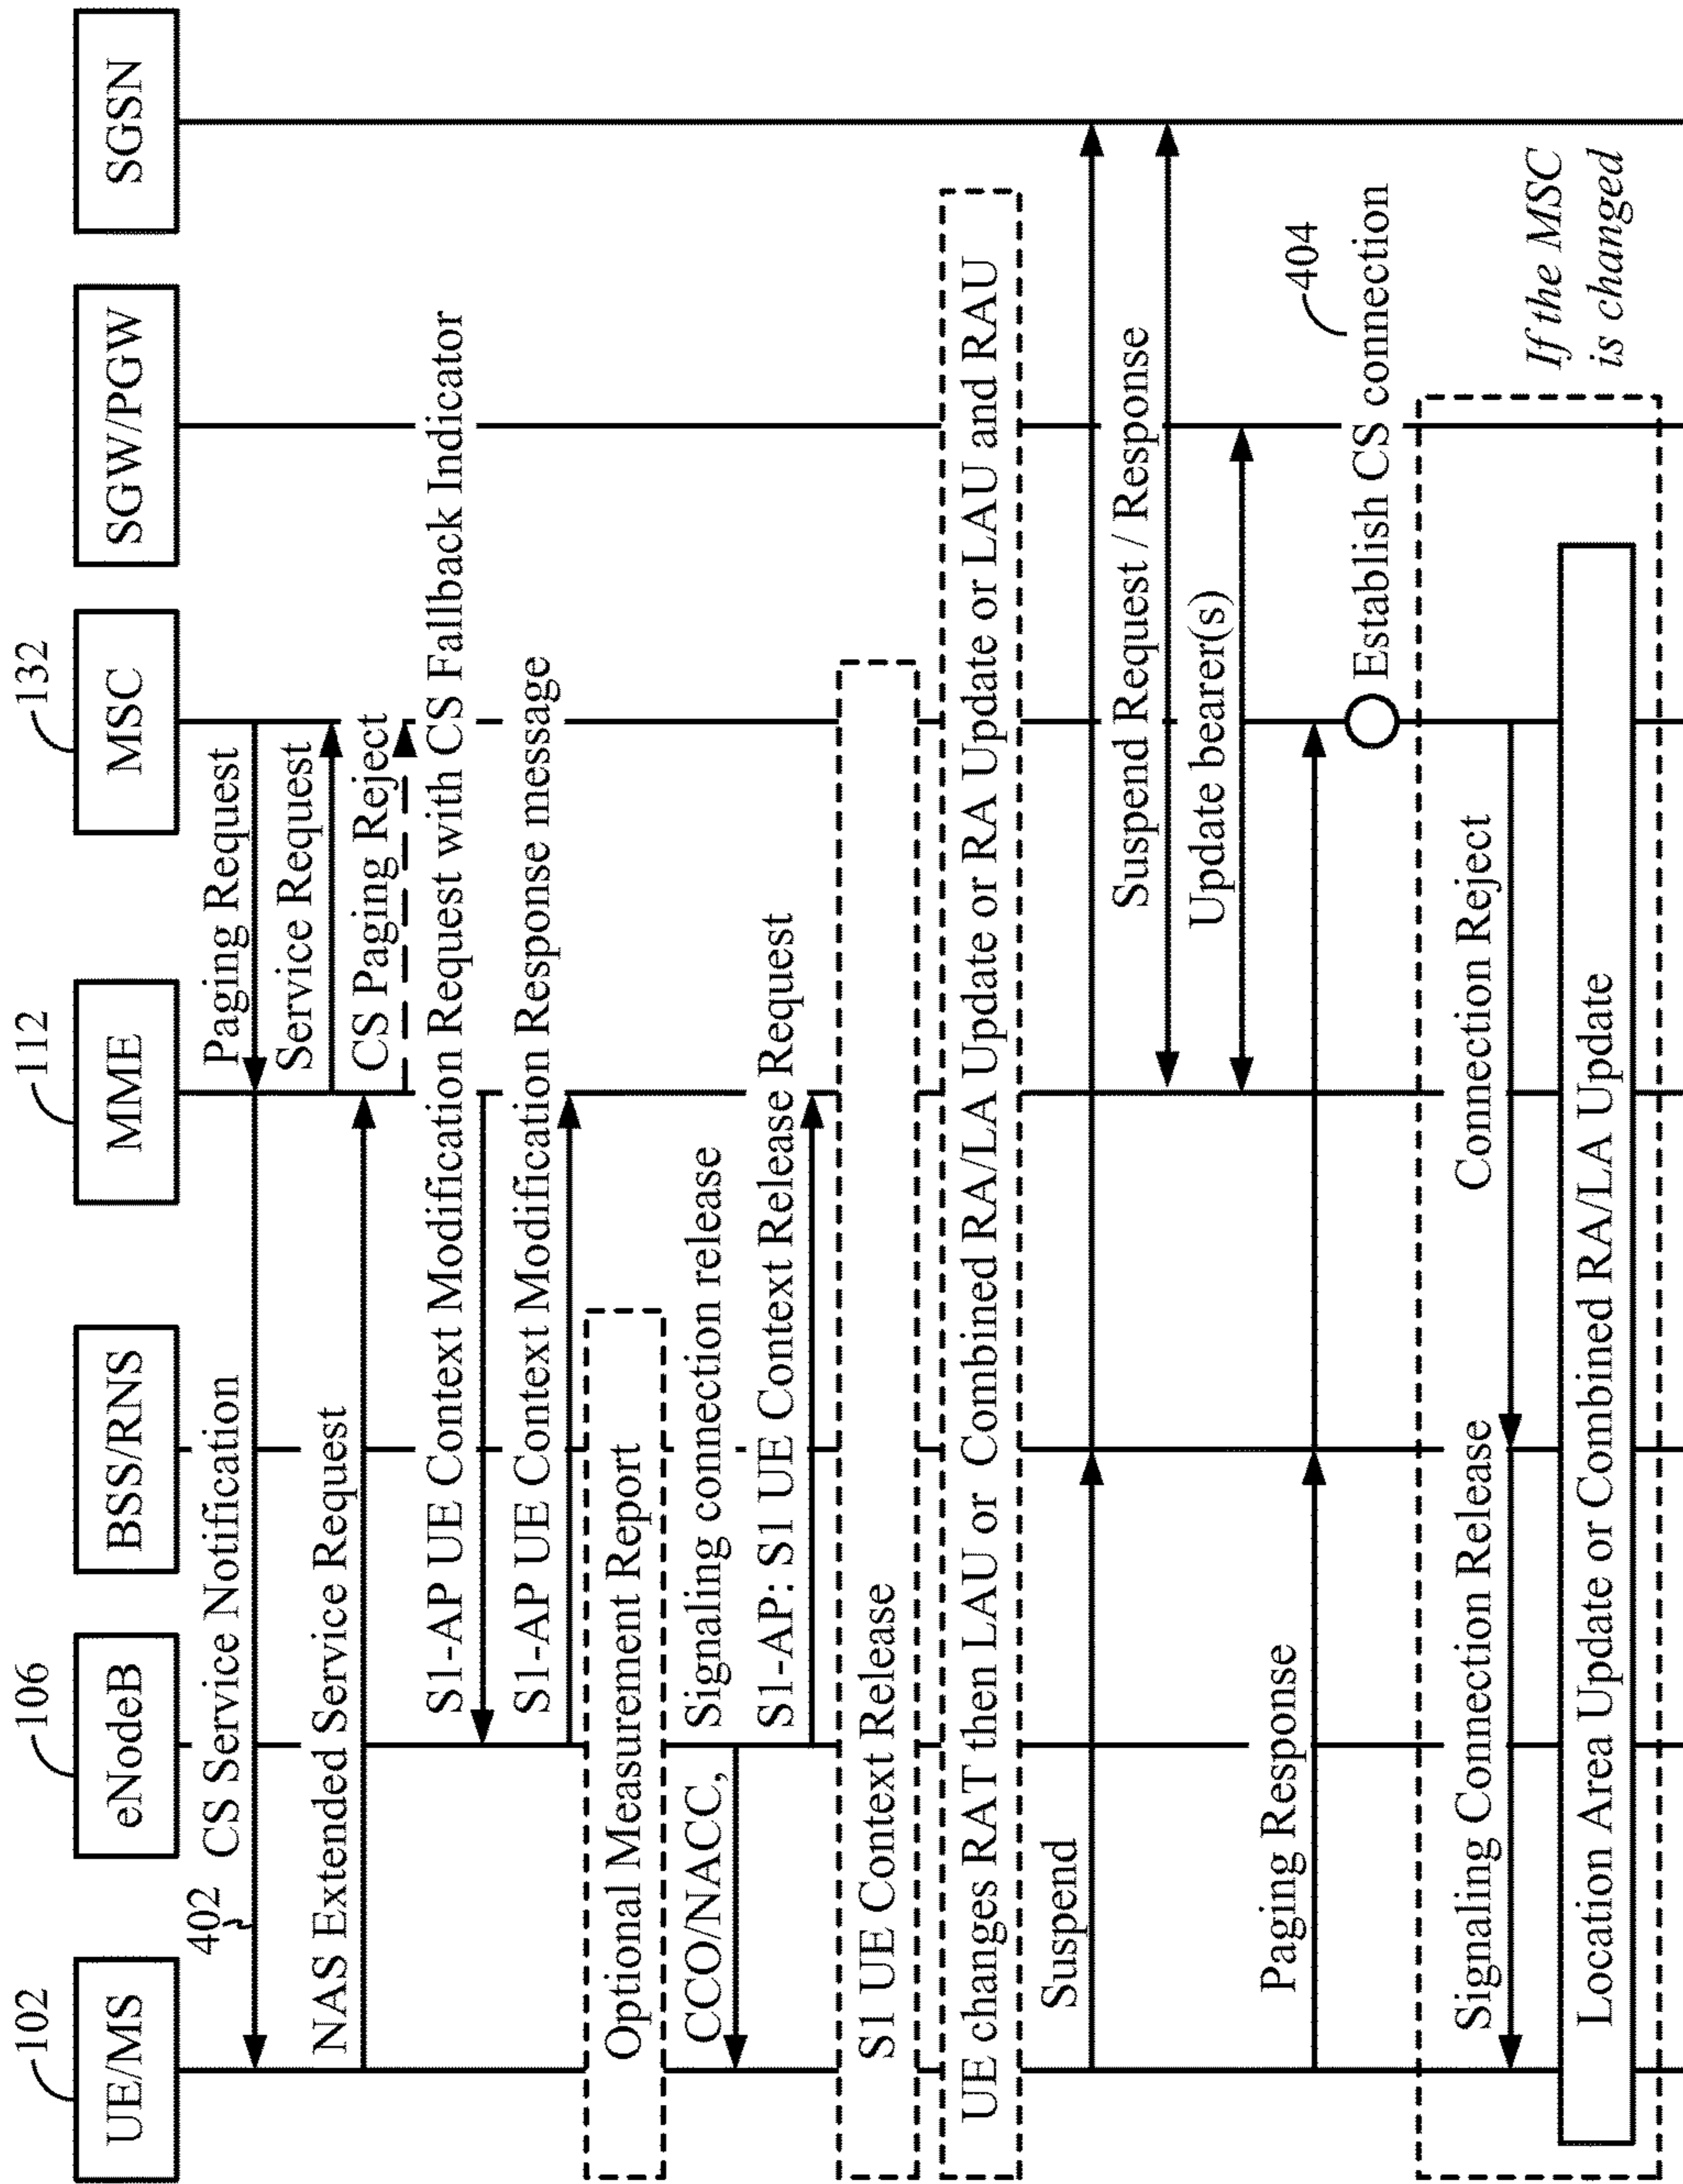 102
106
112
132
UE/MS
eNodeB
BSS/RNS
MME
MSC
SGW/PGW
SGSN
402
CS Service Notification
Paging Request
Service Request
NAS Extended Service Request
CS Paging Reject
S1-AP UE Context Modification Request with CS Fallback Indicator
S1-AP UE Context Modification Response message
Optional Measurement Report
CCO/NACC, Signaling connection release
S1-AP: S1 UE Context Release Request
S1 UE Context Release
UE changes RAT then LAU or Combined RA/LA Update or RA Update or LAU and RAU
Suspend
Suspend Request / Response
Update bearer(s)
Paging Response
404
Establish CS connection
Signaling Connection Release
Connection Reject
If the MSC
is changed
Location Area Update or Combined RA/LA Update